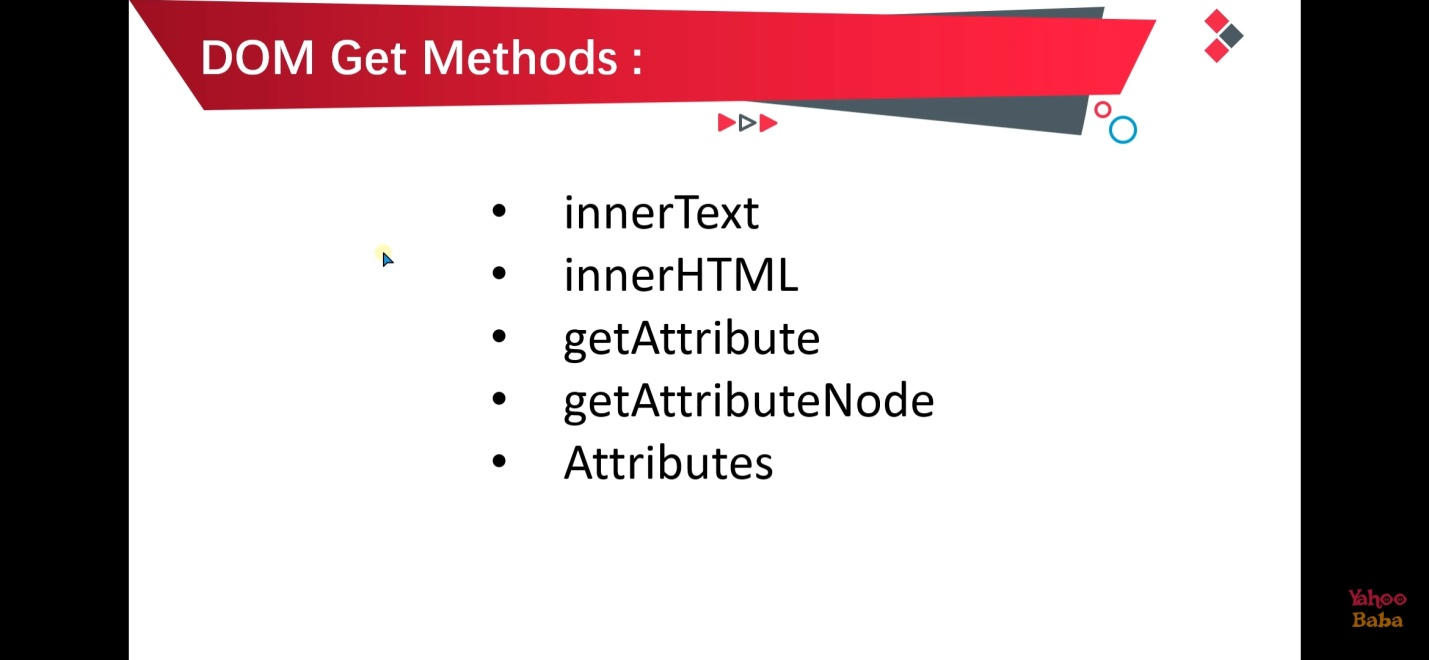 DOM Get Methods :
• innerText
• innerHTML
• getAttribute
• getAttributeNode
• Attributes
Yahoo
Baba